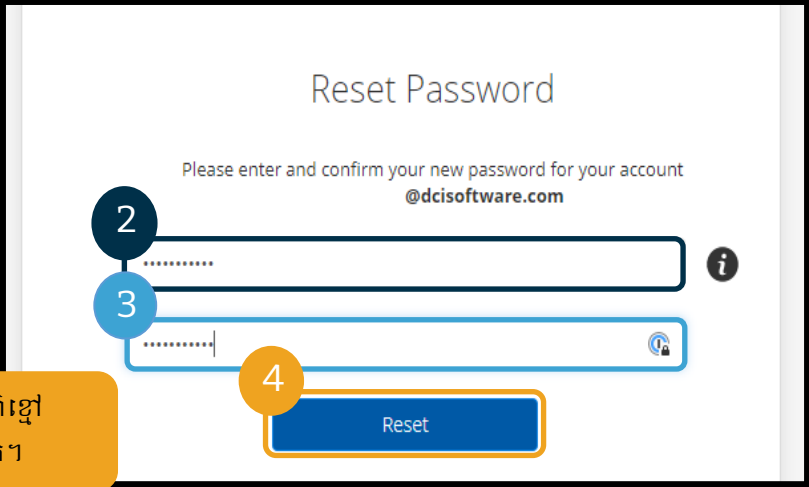 Reset Password
Please enter and confirm your new password for your account
@dcisoftware.com
2
•••••••••••
3
•••••••••••
4
Reset